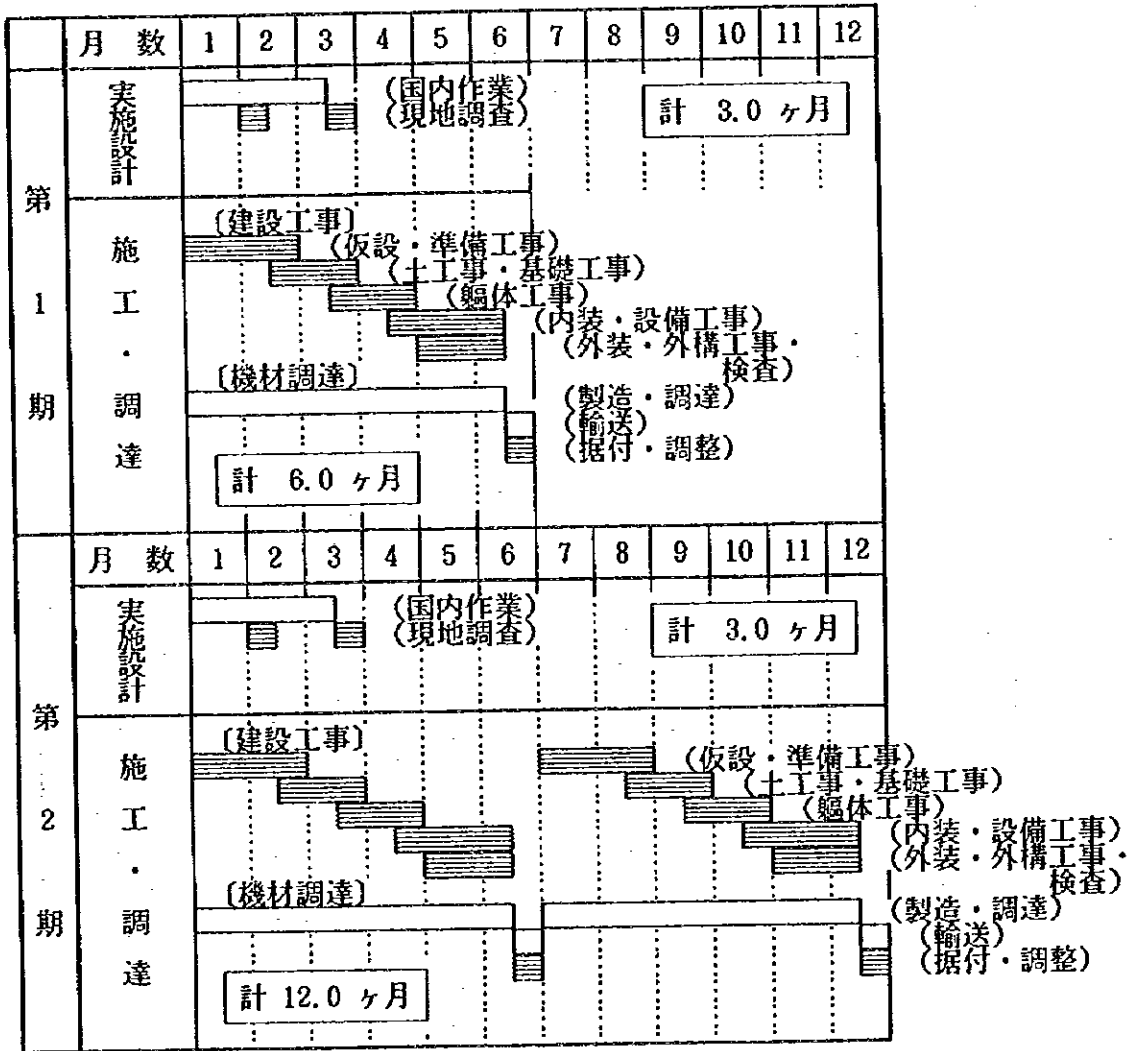 月 数 1 2 3 4 5 6 7 8 9 10 11 12
第1期
実施設計
(国内作業)
(現地調査)
計 3.0 ヶ月
施工・調達
〔建設工事〕
(仮設・準備工事)
(土工事・基礎工事)
(軀体工事)
(内装・設備工事)
(外装・外構工事・
検査)
〔機材調達〕
(製造・調達)
(輸送)
(据付・調整)
計 6.0 ヶ月
月 数 1 2 3 4 5 6 7 8 9 10 11 12
第2期
実施設計
(国内作業)
(現地調査)
計 3.0 ヶ月
施工・調達
〔建設工事〕
(仮設・準備工事)
(土工事・基礎工事)
(軀体工事)
(内装・設備工事)
(外装・外構工事・
検査)
〔機材調達〕
(製造・調達)
(輸送)
(据付・調整)
計 12.0 ヶ月